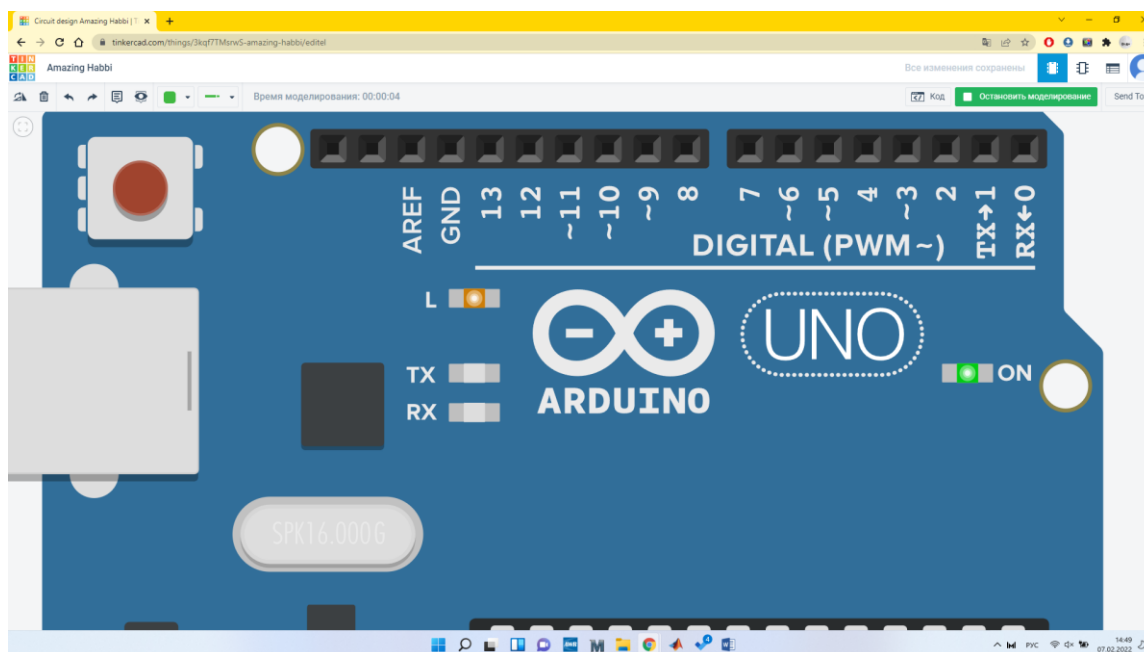 Circuit design Amazing Habbi | T
tinkercad.com/things/3kqf7TMsrwS-amazing-habbi/editel
TIN
KER
CAD
Amazing Habbi
Все изменения сохранены
Время моделирования: 00:00:04
Код
Остановить моделирование
Send To
AREF
GND
13
12
~11
~10
~9
8
7
~6
~5
4
~3
2
TX→1
RX←0
DIGITAL (PWM~)
L
UNO
TX
ON
RX
ARDUINO
SPK16.000G
РУС
14:49
07.02.2022